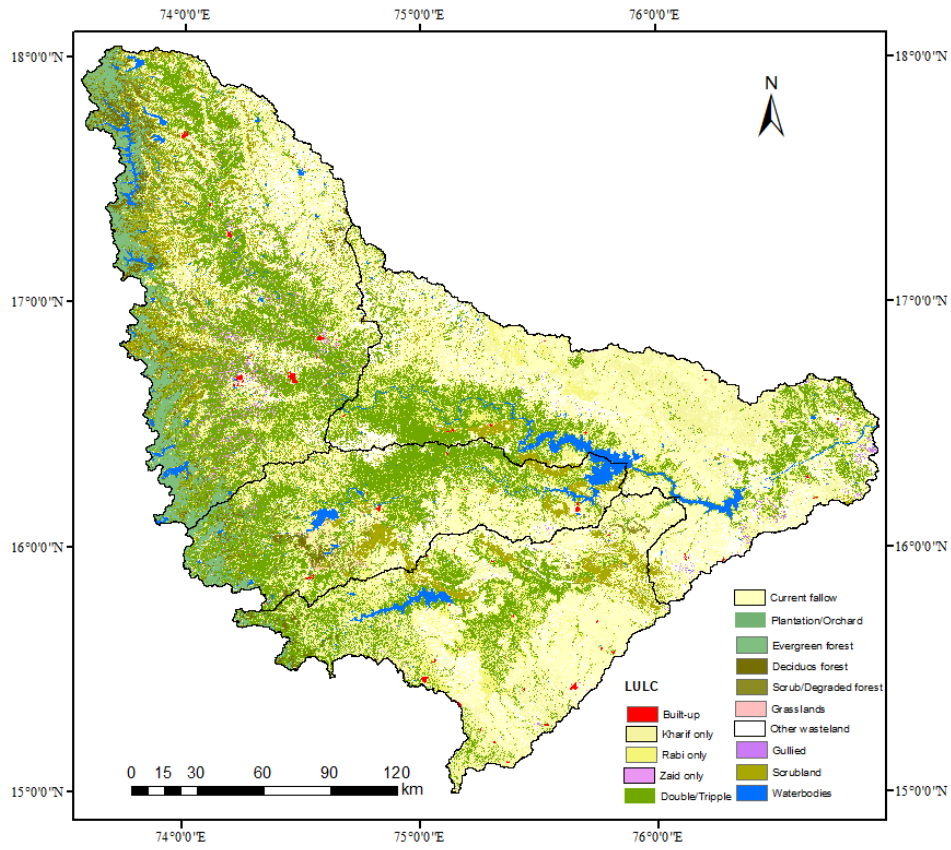 74°0'0"E 75°0'0"E 76°0'0"E
18°0'0"N 18°0'0"N
N
17°0'0"N 17°0'0"N
16°0'0"N 16°0'0"N
Current fallow
Plantation/Orchard
Evergreen forest
Deciduos forest
Scrub/Degraded forest
Grasslands
Other wasteland
Gullied
Scrubland
Waterbodies
LULC
Built-up
Kharif only
Rabi only
Zaid only
Double/Tripple
0 15 30 60 90 120
km
15°0'0"N 15°0'0"N
74°0'0"E 75°0'0"E 76°0'0"E